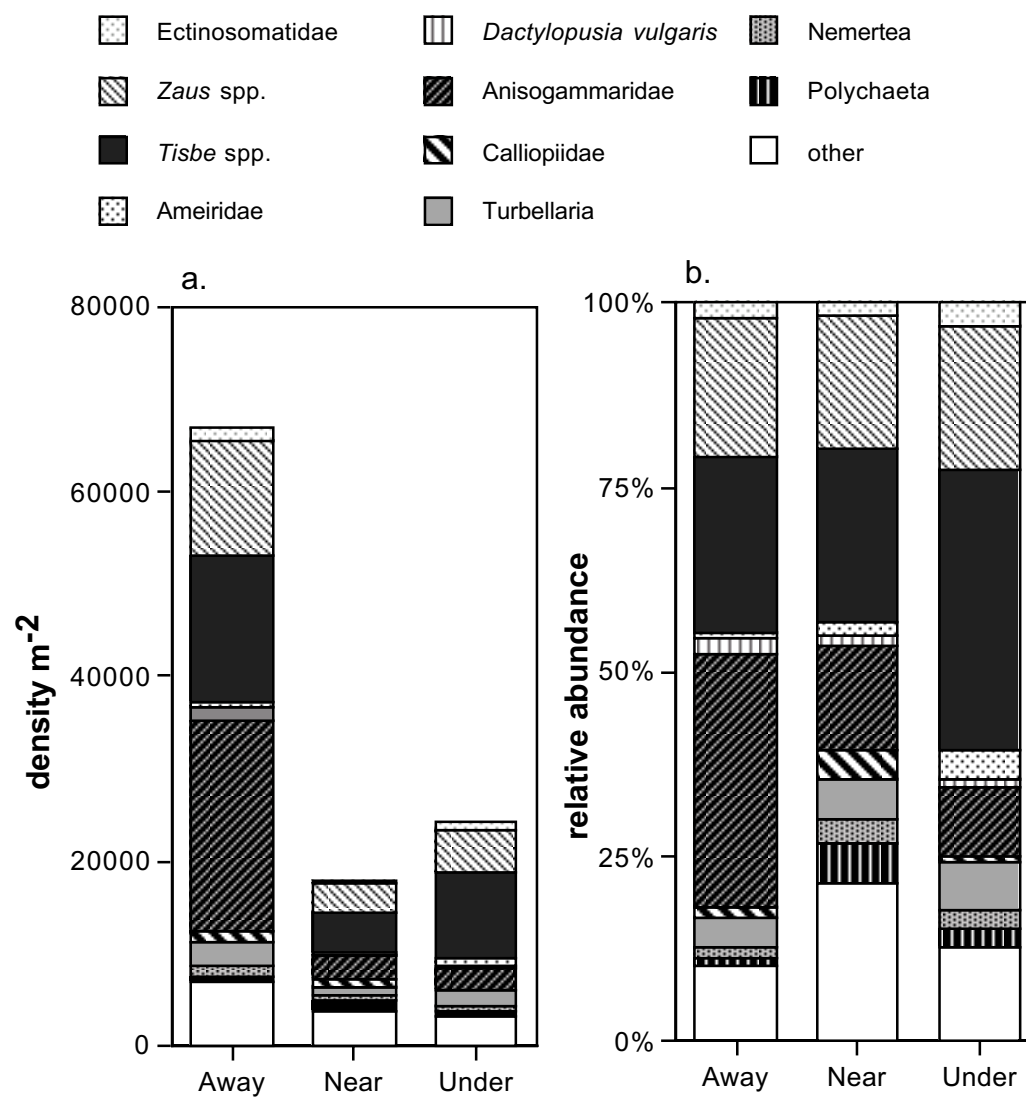 Ectinosomatidae
Dactylopusia vulgaris
Nemertea
Zaus spp.
Anisogammaridae
Polychaeta
Tisbe spp.
Calliopiidae
other
Ameiridae
Turbellaria
a.
80000
60000
40000
20000
0
density m-2
Away
Near
Under
b.
100%
75%
50%
25%
0%
relative abundance
Away
Near
Under